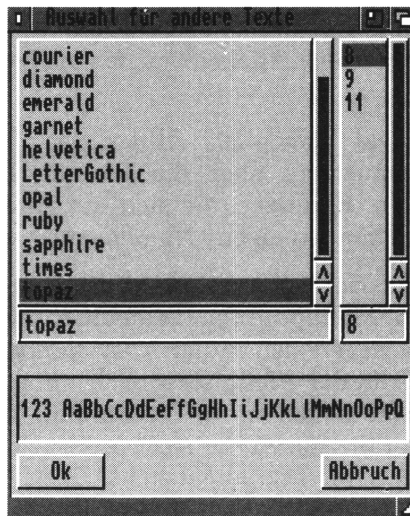 Auswahl für andere Texte
courier
diamond
emerald
garnet
helvetica
LetterGothic
opal
ruby
sapphire
times
topaz
8
9
11
topaz
8
123 AaBbCcDdEeFfGgHhIiJjKkLlMmNnOoPpQ
Ok
Abbruch